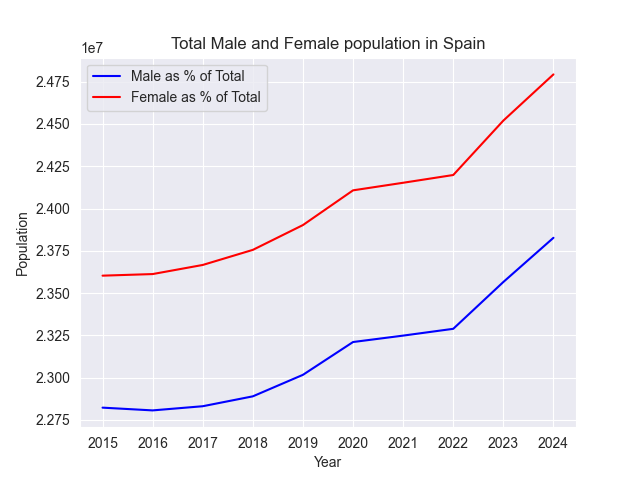 Total Male and Female population in Spain
1e7
Male as % of Total
Female as % of Total
2.475
2.450
2.425
2.400
2.375
2.350
2.325
2.300
2.275
Population
2015 2016 2017 2018 2019 2020 2021 2022 2023 2024
Year